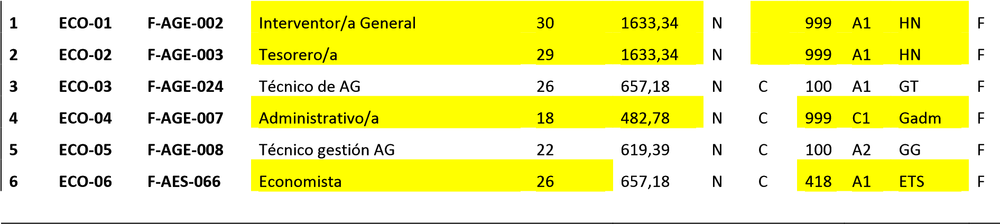 1 ECO-01 F-AGE-002 Interventor/a General 30 1633,34 N 999 A1 HN F
2 ECO-02 F-AGE-003 Tesorero/a 29 1633,34 N 999 A1 HN F
3 ECO-03 F-AGE-024 Técnico de AG 26 657,18 N C 100 A1 GT F
4 ECO-04 F-AGE-007 Administrativo/a 18 482,78 N C 999 C1 Gadm F
5 ECO-05 F-AGE-008 Técnico gestión AG 22 619,39 N C 100 A2 GG F
6 ECO-06 F-AES-066 Economista 26 657,18 N C 418 A1 ETS F